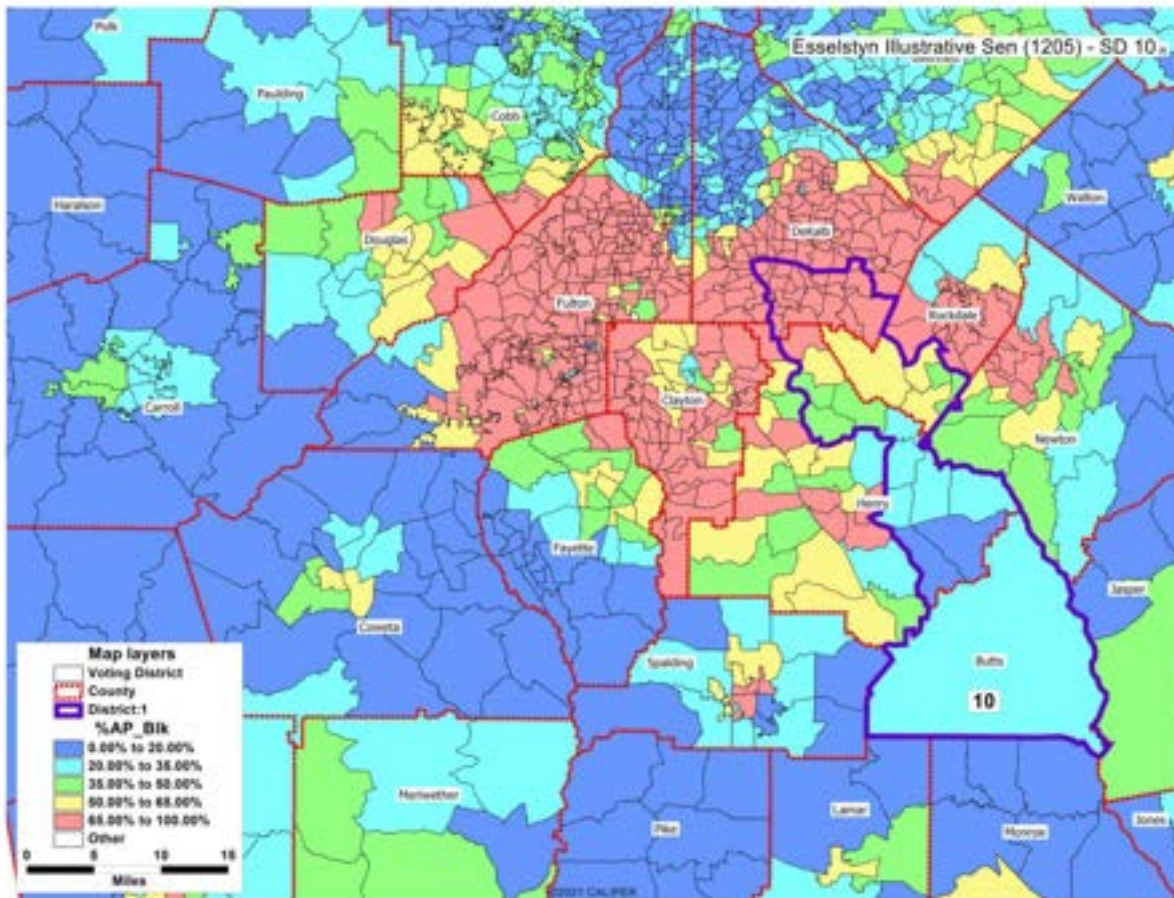 Esselstyn Illustrative Sen (1205) - SD 10
Polk
Paulding
Cobb
Haralson
Douglas
DeKalb
Walton
Fulton
Rockdale
Carroll
Clayton
Newton
Henry
Fayette
Jasper
Coweta
Spalding
Butts
10
Meriwether
Pike
Lamar
Monroe
Jones
Map layers
Voting District
County
District:1
%AP_Blk
0.00% to 20.00%
20.00% to 35.00%
35.00% to 50.00%
50.00% to 65.00%
65.00% to 100.00%
Other
0 5 10 15
Miles
©2021 CALIPER